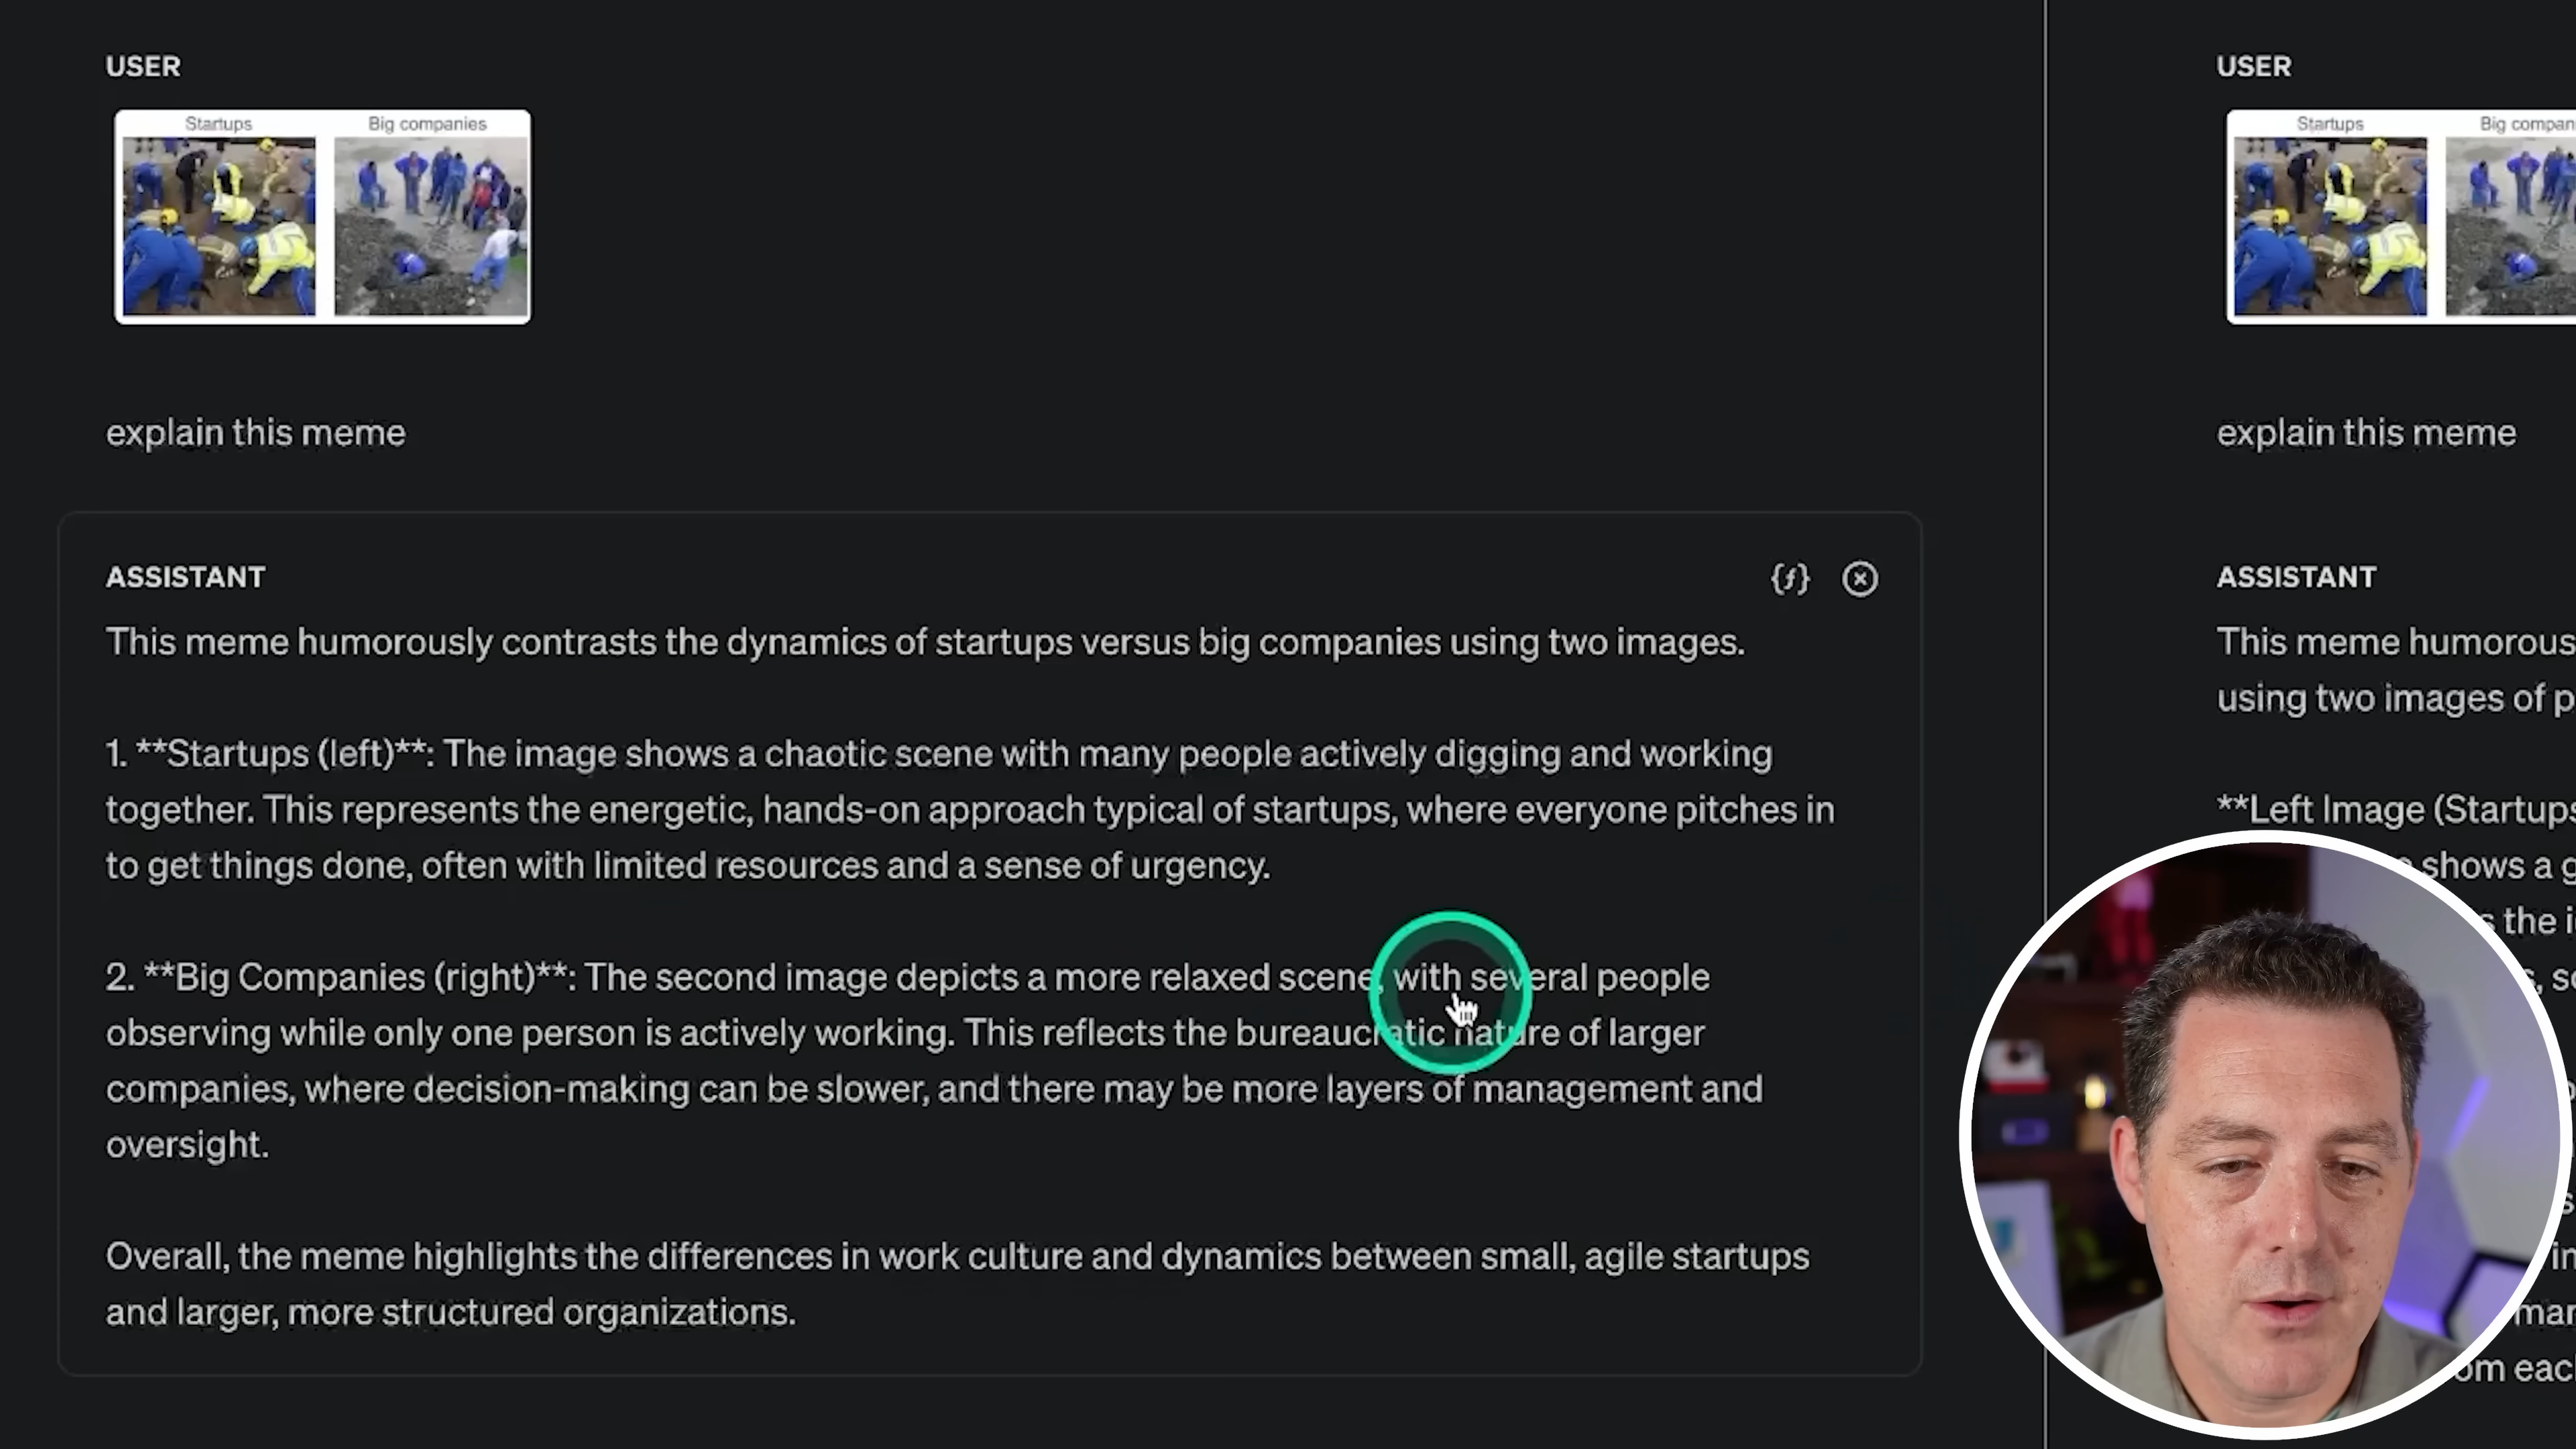 USER
Startups
Big companies
explain this meme
ASSISTANT
{f}
This meme humorously contrasts the dynamics of startups versus big companies using two images.
1. **Startups (left)**: The image shows a chaotic scene with many people actively digging and working
together. This represents the energetic, hands-on approach typical of startups, where everyone pitches in
to get things done, often with limited resources and a sense of urgency.
2. **Big Companies (right)**: The second image depicts a more relaxed scene, with several people
observing while only one person is actively working. This reflects the bureaucratic nature of larger
companies, where decision-making can be slower, and there may be more layers of management and
oversight.
Overall, the meme highlights the differences in work culture and dynamics between small, agile startups
and larger, more structured organizations.
USER
Startups
Big compan
explain this meme
ASSISTANT
This meme humorous
using two images of p
**Left Image (Startups
shows a g
the i
in
man
om eac